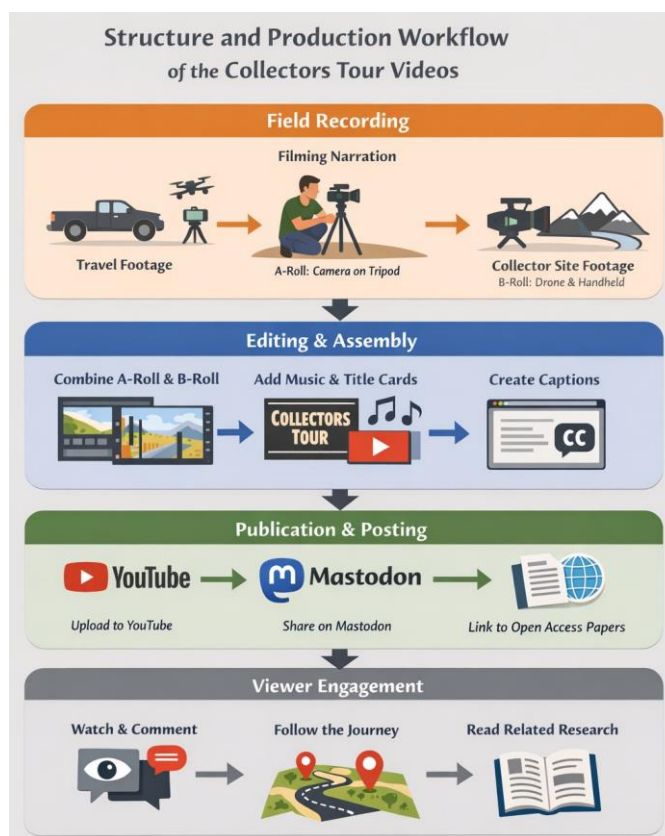 Structure and Production Workflow
of the Collectors Tour Videos
Field Recording
Filming Narration
Travel Footage
A-Roll: Camera on Tripod
Collector Site Footage
B-Roll: Drone & Handheld
Editing & Assembly
Combine A-Roll & B-Roll
Add Music & Title Cards
Create Captions
COLLECTORS
TOUR
CC
Publication & Posting
YouTube
m Mastodon
Upload to YouTube
Share on Mastodon
Link to Open Access Papers
Viewer Engagement
Watch & Comment
Follow the Journey
Read Related Research